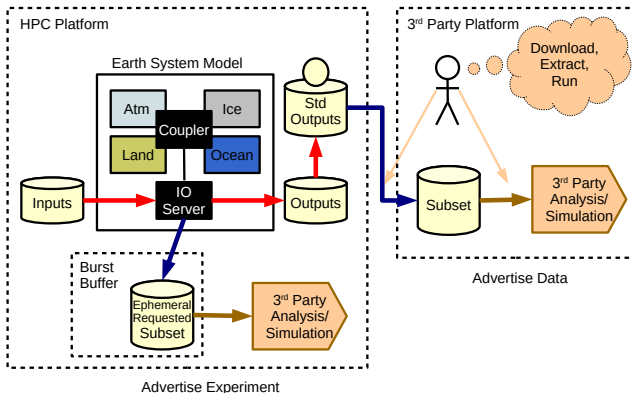 HPC Platform
Earth System Model
Atm
Ice
Coupler
Land
Ocean
IO
Server
Inputs
Outputs
Std
Outputs
Burst
Buffer
Ephemeral
Requested
Subset
3rd Party
Analysis/
Simulation
Advertise Experiment
3rd Party Platform
Download,
Extract,
Run
Subset
3rd Party
Analysis/
Simulation
Advertise Data